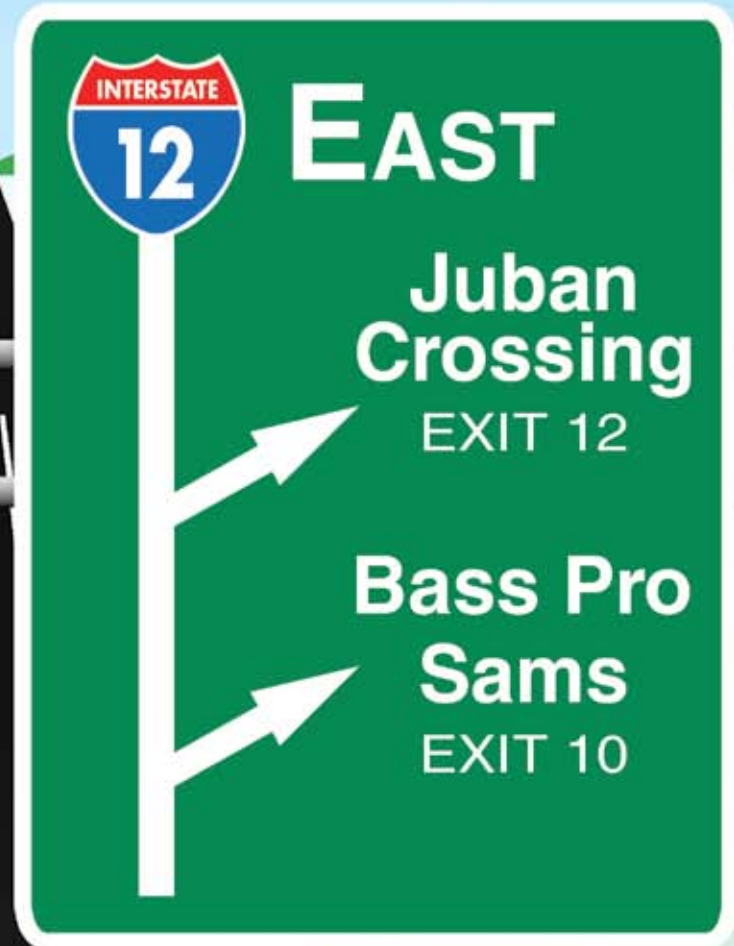 INTERSTATE
12
EAST
Juban
Crossing
EXIT 12
Bass Pro
Sams
EXIT 10